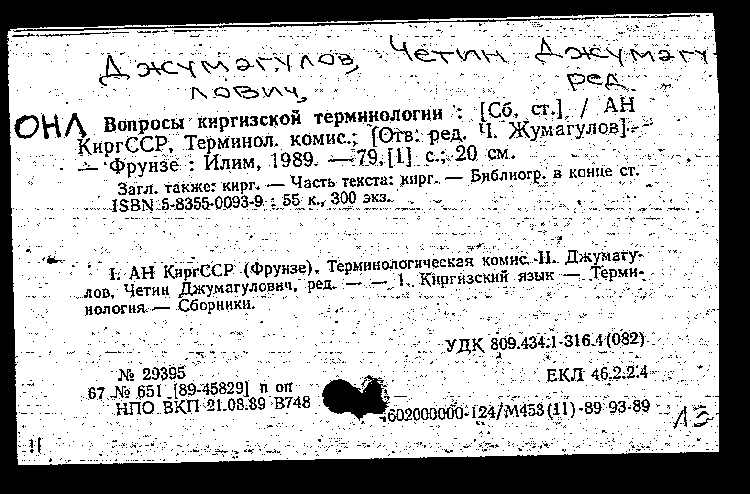 Джумагулов, Четин Джумагу-
лович, ред.
ОНЛ Вопросы киргизской терминологии : [Сб. ст.] / АН
КиргССР, Терминол. комис.; [Отв. ред. Ч. Жумагулов].—
— Фрунзе : Илим, 1989. — 79,[1] с.; 20 см.
Загл. также: кирг. — Часть текста: кирг. — Библиогр. в конце ст.
ISBN 5-8355-0093-9 : 55 к., 300 экз.
I. АН КиргССР (Фрунзе). Терминологическая комис. II. Джумагу-
лов, Четин Джумагулович, ред. — — 1. Киргизский язык — Терми-
нология — Сборники.
УДК 809.434.1-316.4(082)
№ 29395
ЕКЛ 46.2.2.4
67 № 651 [89-45829] п оп
НПО ВКП 21.08.89 В748
4602000000-124/М453(11)-89 93-89